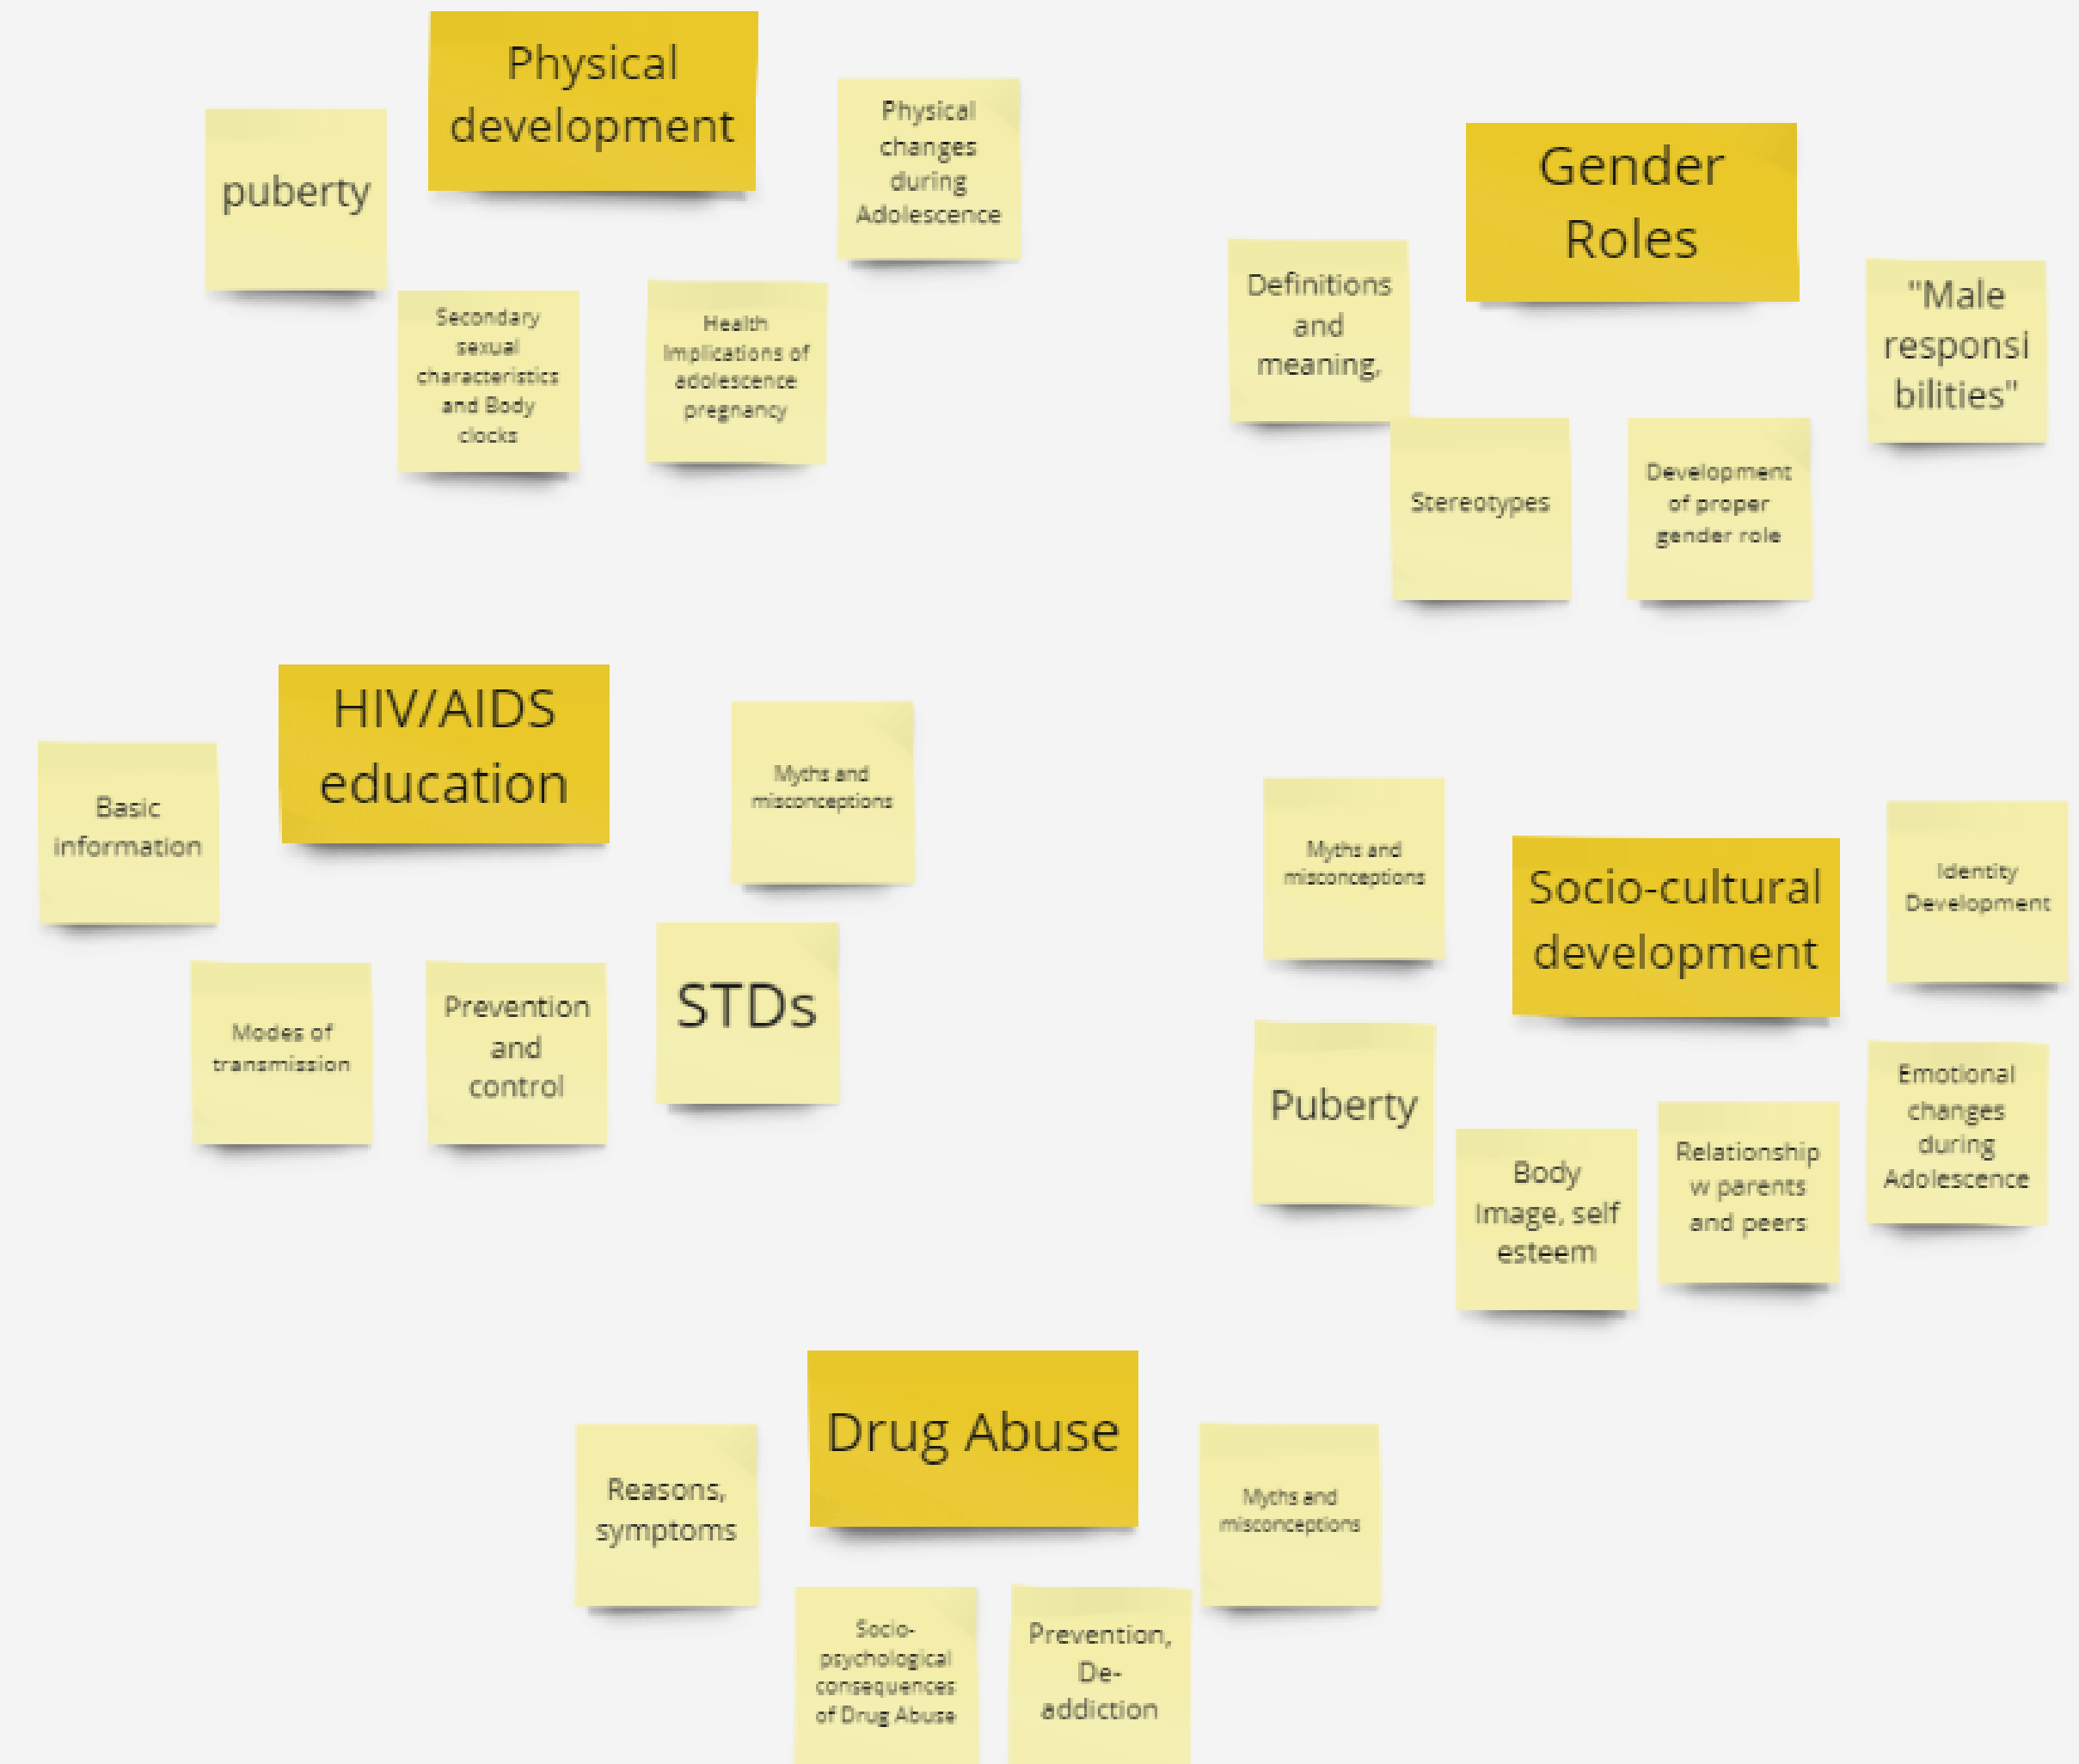 Physical
development
puberty
Physical
changes
during
Adolescence
Secondary
sexual
characteristics
and Body
clocks
Health
Implications of
adolescence
pregnancy
Gender
Roles
Definitions
and
meaning,
"Male
responsi
bilities"
Stereotypes
Development
of proper
gender role
HIV/AIDS
education
Basic
information
Myths and
misconceptions
Modes of
transmission
Prevention
and
control
STDs
Socio-cultural
development
Myths and
misconceptions
Identity
Development
Puberty
Body
Image, self
esteem
Relationship
w parents
and peers
Emotional
changes
during
Adolescence
Drug Abuse
Reasons,
symptoms
Myths and
misconceptions
Socio-
psychological
consequences
of Drug Abuse
Prevention,
De-
addiction